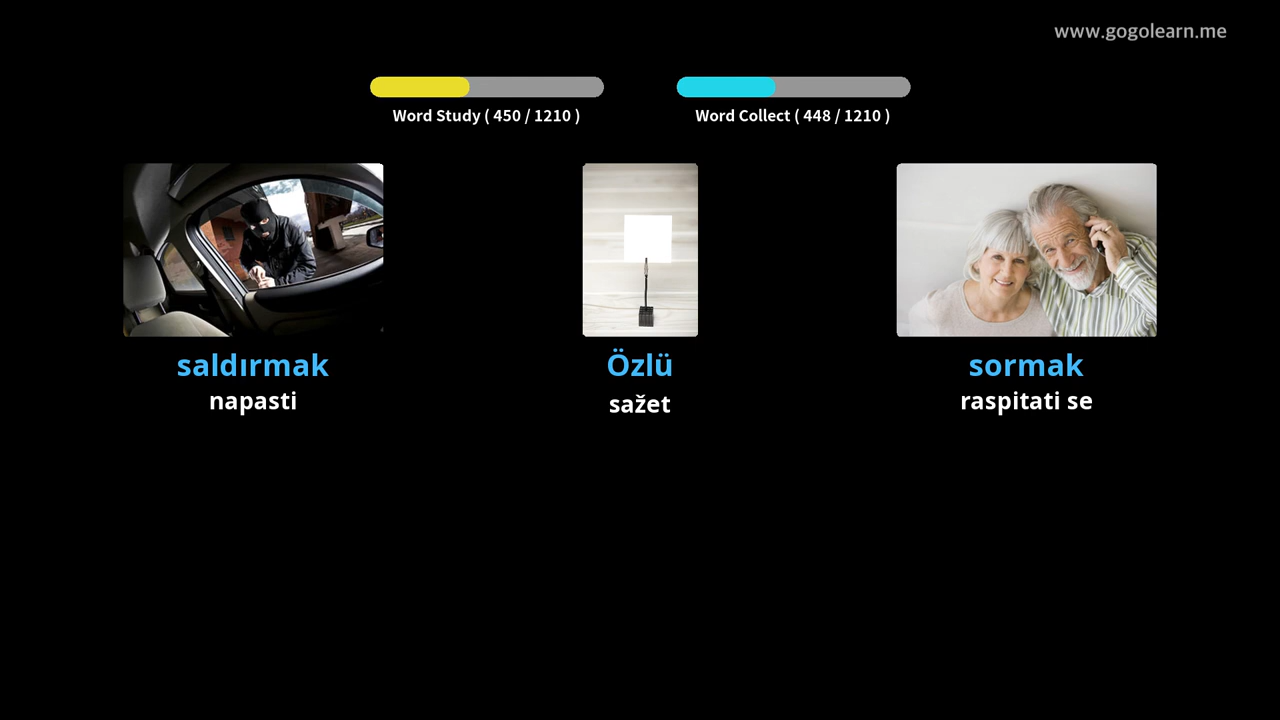 www.gogolearn.me
Word Study ( 450 / 1210 )
Word Collect ( 448 / 1210 )
saldırmak
napasti
Özlü
sažet
sormak
raspitati se